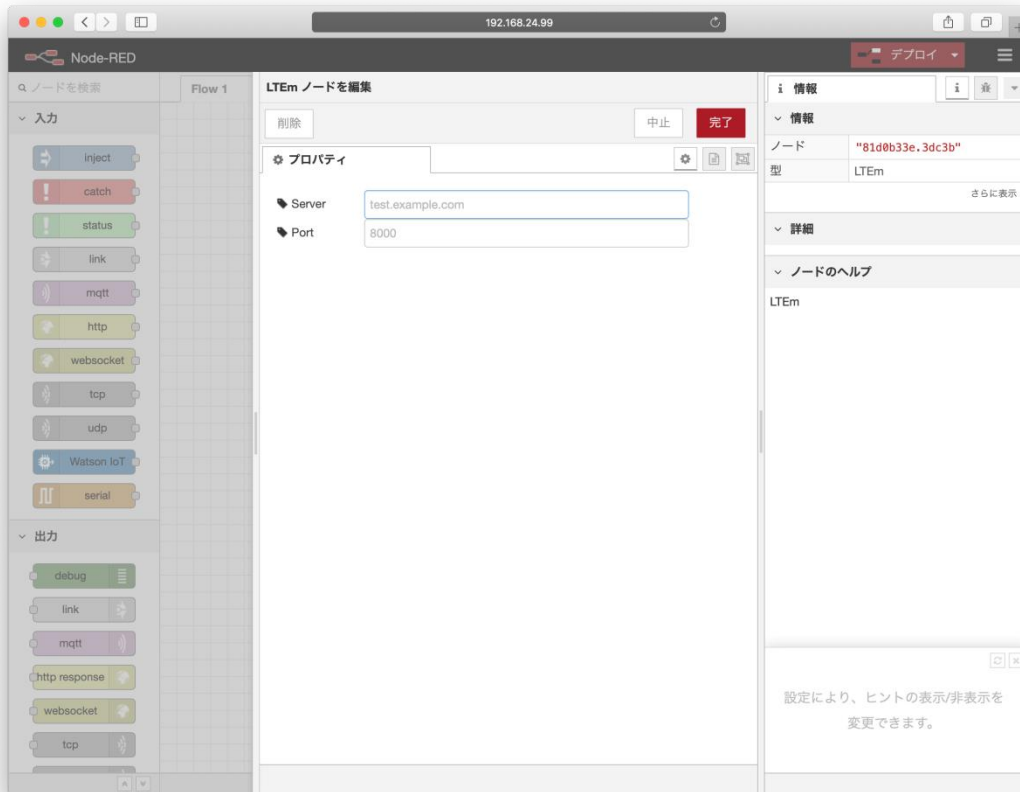 192.168.24.99
Node-RED
デプロイ
ノードを検索
入力
inject
catch
status
link
mqtt
http
websocket
tcp
udp
Watson IoT
serial
出力
debug
link
mqtt
http response
websocket
tcp
Flow 1
LTEm ノードを編集
削除
中止
完了
プロパティ
Server
test.example.com
Port
8000
i 情報
i
情報
ノード
"81d0b33e.3dc3b"
型
LTEm
さらに表示
詳細
ノードのヘルプ
LTEm
設定により、ヒントの表示/非表示を
変更できます。